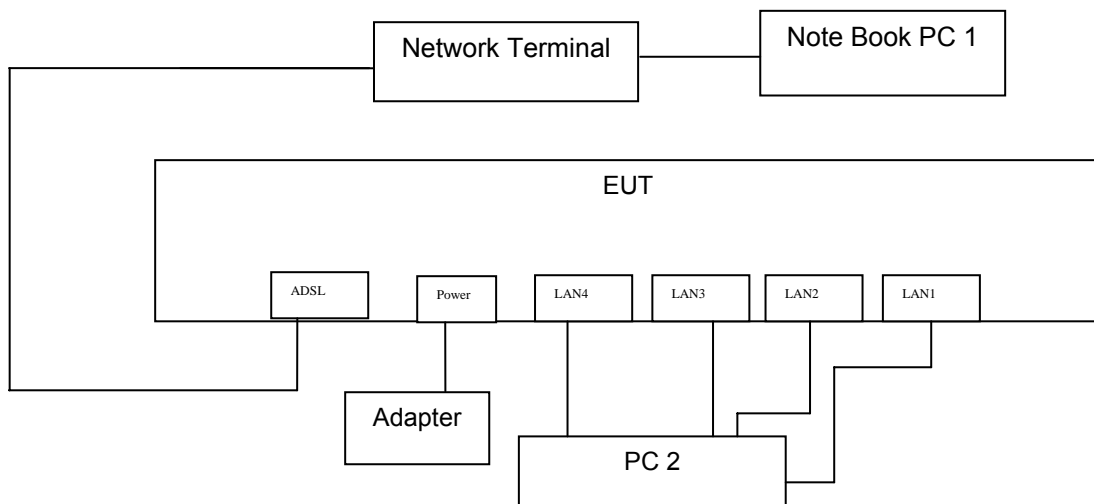 Network Terminal
Note Book PC 1
EUT
ADSL
Power
LAN4
LAN3
LAN2
LAN1
Adapter
PC 2